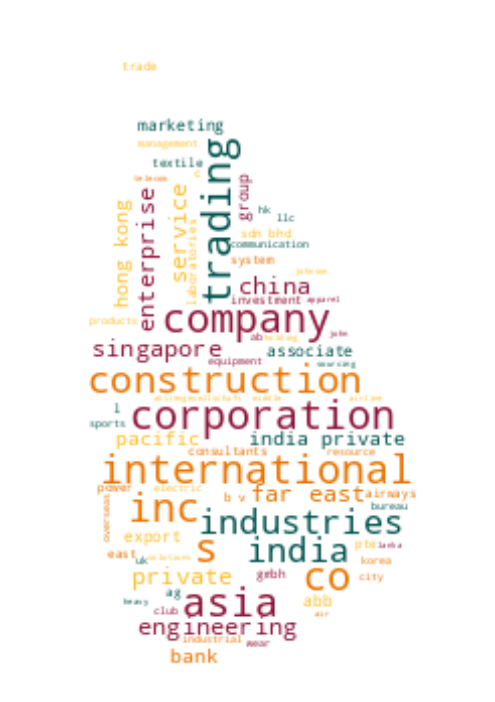 trade
marketing
management
textile
telecom
c
trading
group
enterprise
service
hong kong
laboratories
hk
llc
sdn bhd
communication
system
johnson
china
investment apparel
products
company
john
ab holding
singapore
associate
equipment
sourcing
construction
aktiengesellschaft middle airline
l
corporation
sports
pacific
india private
consultants
resource
international
power
electric
b v
far east
airways
overseas
inc
bureau
industries
export
s
india
pte
lanka
east
uk
solutions
korea
private
gmbh
co
city
ag
asia
abb
heavy
club
air
engineering
industrial
wear
bank